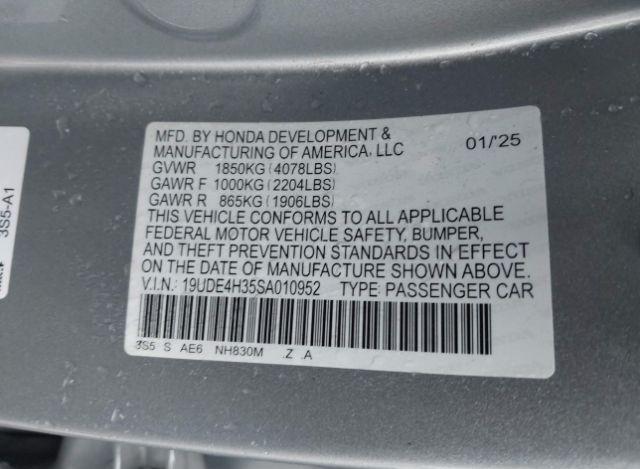 MFD. BY HONDA DEVELOPMENT &
MANUFACTURING OF AMERICA, LLC 01/'25
GVWR 1850KG (4078LBS)
GAWR F 1000KG (2204LBS)
GAWR R 865KG (1906LBS)
THIS VEHICLE CONFORMS TO ALL APPLICABLE
FEDERAL MOTOR VEHICLE SAFETY, BUMPER,
AND THEFT PREVENTION STANDARDS IN EFFECT
ON THE DATE OF MANUFACTURE SHOWN ABOVE.
V.I.N.: 19UDE4H35SA010952 TYPE: PASSENGER CAR
3S5 S AE6 NH830M .Z .A
3S5-A1